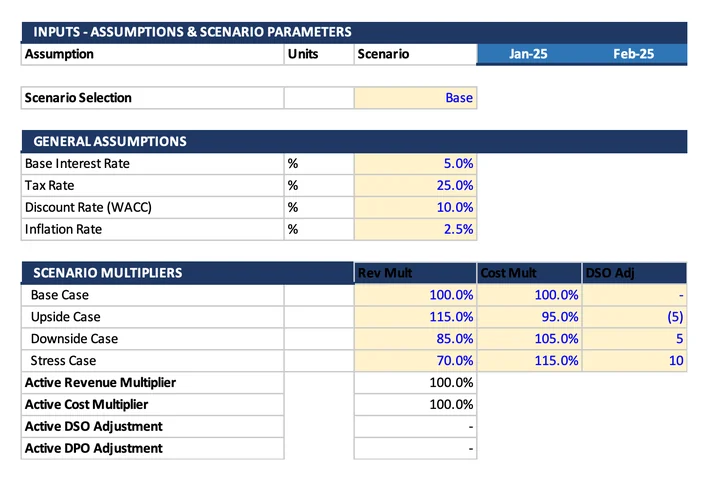 INPUTS - ASSUMPTIONS & SCENARIO PARAMETERS
Assumption Units Scenario Jan-25 Feb-25
Scenario Selection Base
GENERAL ASSUMPTIONS
Base Interest Rate % 5.0%
Tax Rate % 25.0%
Discount Rate (WACC) % 10.0%
Inflation Rate % 2.5%
SCENARIO MULTIPLIERS Rev Mult Cost Mult DSO Adj
Base Case 100.0% 100.0% -
Upside Case 115.0% 95.0% (5)
Downside Case 85.0% 105.0% 5
Stress Case 70.0% 115.0% 10
Active Revenue Multiplier 100.0%
Active Cost Multiplier 100.0%
Active DSO Adjustment -
Active DPO Adjustment -